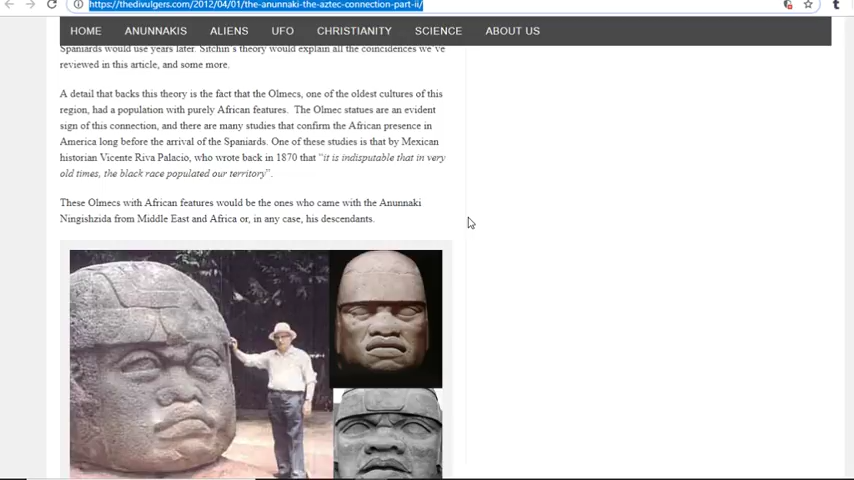 https://thedivulgers.com/2012/04/01/the-anunnaki-the-aztec-connection-part-ii/
HOME ANUNNAKIS ALIENS UFO CHRISTIANITY SCIENCE ABOUT US
Spaniards would use years later. Sitchin's theory would explain all the coincidences we've
reviewed in this article, and some more.
A detail that backs this theory is the fact that the Olmecs, one of the oldest cultures of this
region, had a population with purely African features. The Olmec statues are an evident
sign of this connection, and there are many studies that confirm the African presence in
America long before the arrival of the Spaniards. One of these studies is that by Mexican
historian Vicente Riva Palacio, who wrote back in 1870 that "it is indisputable that in very
old times, the black race populated our territory".
These Olmecs with African features would be the ones who came with the Anunnaki
Ningishzida from Middle East and Africa or, in any case, his descendants.